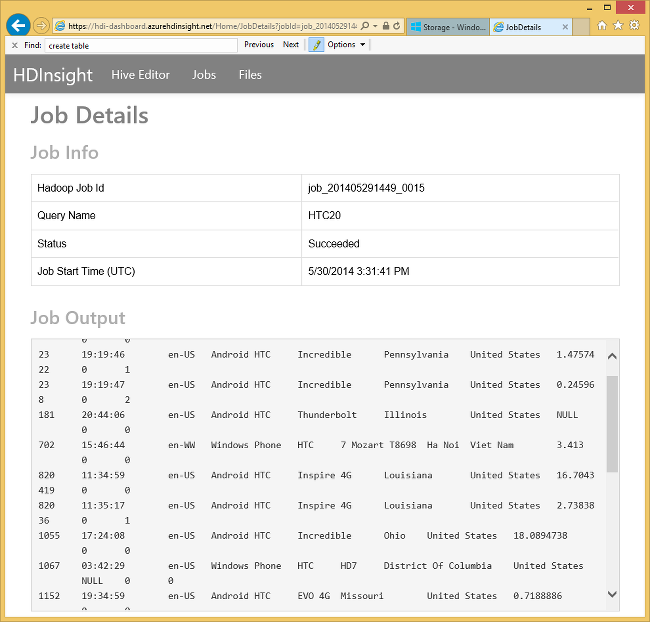 https://hdi-dashboard.azurehdinsight.net/Home/JobDetails?jobId=job_2014052914
Storage - Windo...
JobDetails
Find: create table Previous Next Options
HDInsight Hive Editor Jobs Files
Job Details
Job Info
Hadoop Job Id job_201405291449_0015
Query Name HTC20
Status Succeeded
Job Start Time (UTC) 5/30/2014 3:31:41 PM
Job Output
0 0
23 19:19:46 en-US Android HTC Incredible Pennsylvania United States 1.47574
22 0 1
23 19:19:47 en-US Android HTC Incredible Pennsylvania United States 0.24596
8 0 2
181 20:44:06 en-US Android HTC Thunderbolt Illinois United States NULL
0 0
702 15:46:44 en-WW Windows Phone HTC 7 Mozart T8698 Ha Noi Viet Nam 3.413
0 0
820 11:34:59 en-US Android HTC Inspire 4G Louisiana United States 16.7043
419 0 0
820 11:35:17 en-US Android HTC Inspire 4G Louisiana United States 2.73838
36 0 1
1055 17:24:08 en-US Android HTC Incredible Ohio United States 18.0894738
0 0
1067 03:42:29 en-US Windows Phone HTC HD7 District Of Columbia United States
NULL 0 0
1152 19:34:59 en-US Android HTC EVO 4G Missouri United States 0.7188886
0 0